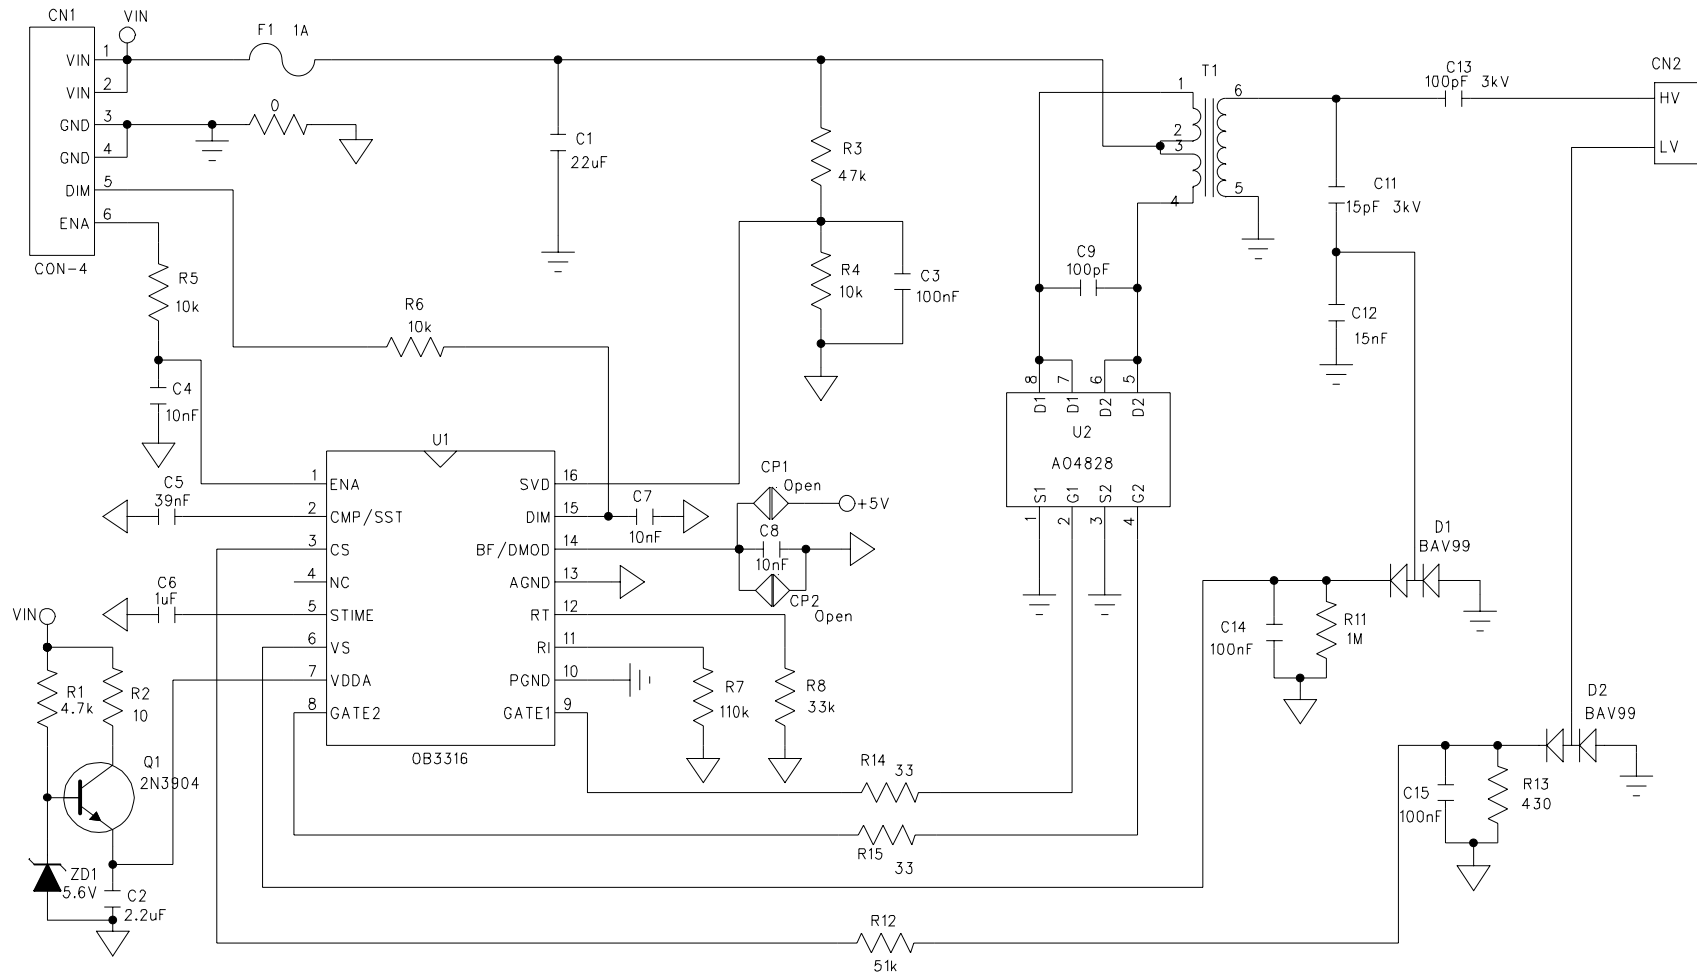 CN1
VIN
VIN 1
VIN 2
GND 3
GND 4
DIM 5
ENA 6
CON-4
F1 1A
0
C1
22uF
R3
47k
R4
10k
C3
100nF
T1
1
2
3
4
6
5
C13
100pF 3kV
CN2
HV
LV
C11
15pF 3kV
C12
15nF
C9
100pF
R5
10k
R6
10k
C4
10nF
C5
39nF
C6
1uF
U1
1 ENA
2 CMP/SST
3 CS
4 NC
5 STIME
6 VS
7 VDDA
8 GATE2
SVD 16
DIM 15
BF/DMOD 14
AGND 13
RT 12
RI 11
PGND 10
GATE1 9
OB3316
CP1
Open
+5V
C7
10nF
C8
10nF
CP2
Open
8 7 6 5
D1 D1 D2 D2
U2
AO4828
S1 G1 S2 G2
1 2 3 4
D1
BAV99
C14
100nF
R11
1M
D2
BAV99
C15
100nF
R13
430
VIN
R1
4.7k
R2
10
Q1
2N3904
ZD1
5.6V
C2
2.2uF
R7
110k
R8
33k
R14
33
R15
33
R12
51k